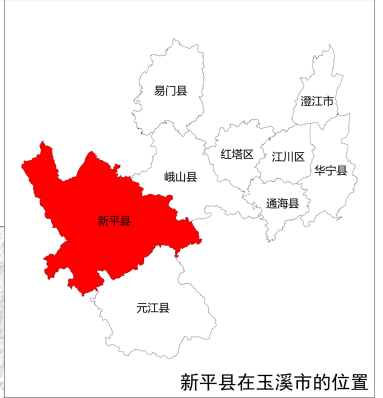 易门县
澄江市
红塔区
江川区
峨山县
华宁县
通海县
新平县
元江县
新平县在玉溪市的位置